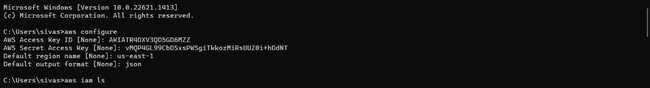 Microsoft Windows [Version 10.0.22621.1413]
(c) Microsoft Corporation. All rights reserved.
C:\Users\sivas>aws configure
AWS Access Key ID [None]:
AWS Secret Access Key [None]:
Default region name [None]: us-east-1
Default output format [None]: json
C:\Users\sivas>aws iam ls